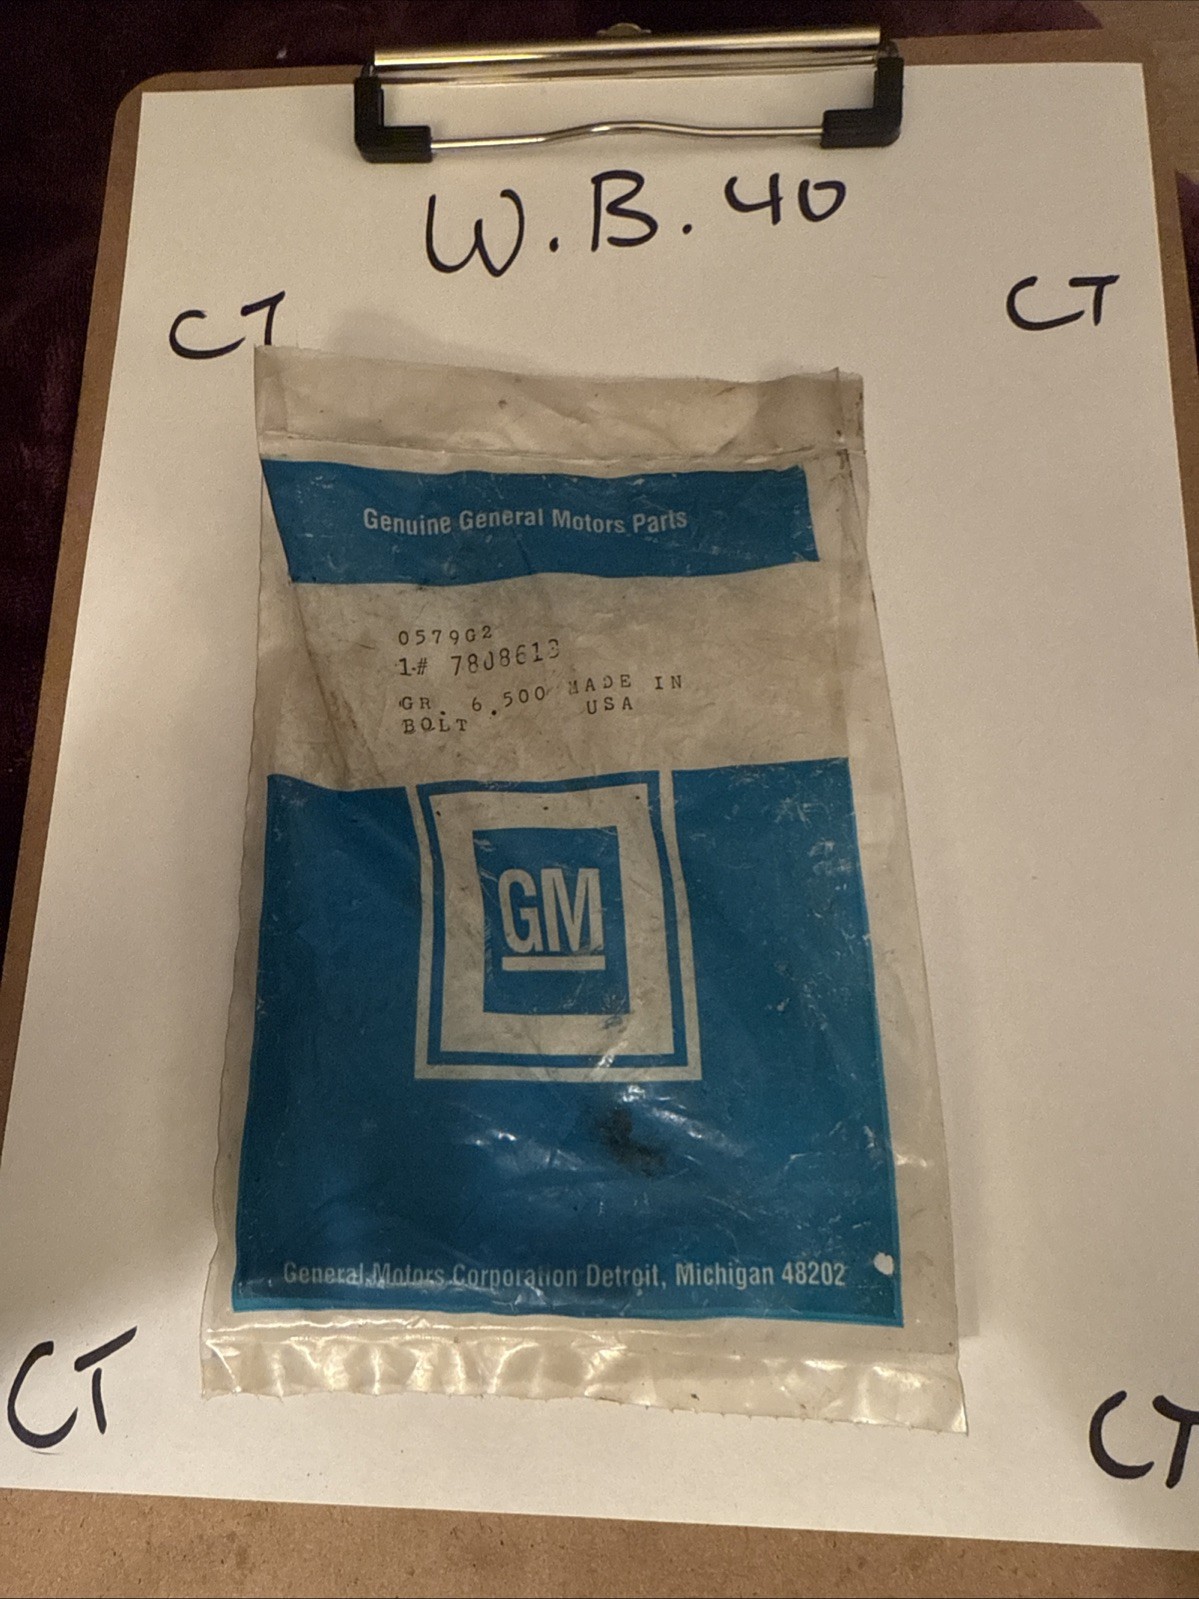 W.B.40
CT
CT
Genuine General Motors Parts
0579G2
1# 7808613
GR. 6.500 MADE IN
BOLT USA
GM
General Motors Corporation Detroit, Michigan 48202
CT
CT